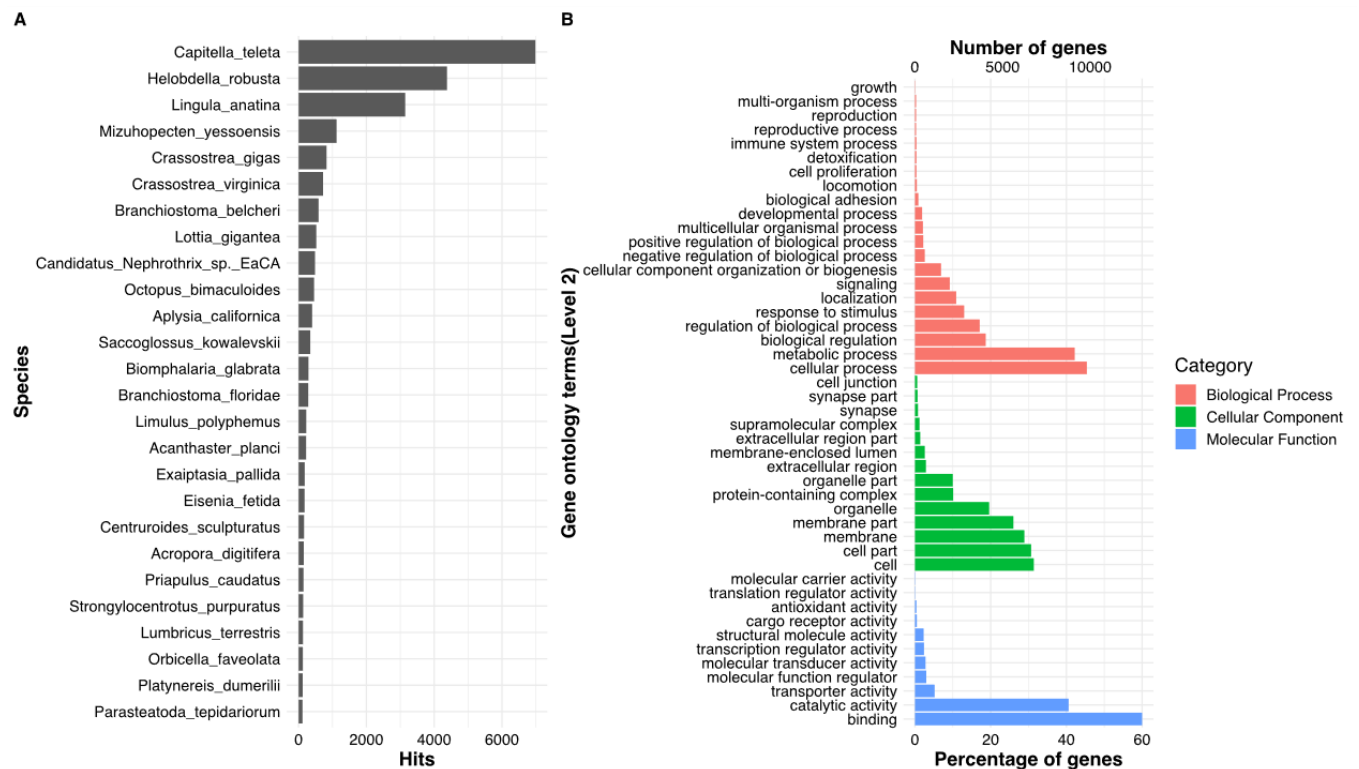 A
Species
Capitella_teleta
Helobdella_robusta
Lingula_anatina
Mizuhopecten_yessoensis
Crassostrea_gigas
Crassostrea_virginica
Branchiostoma_belcheri
Lottia_gigantea
Candidatus_Nephrothrix_sp._EaCA
Octopus_bimaculoides
Aplysia_californica
Saccoglossus_kowalevskii
Biomphalaria_glabrata
Branchiostoma_floridae
Limulus_polyphemus
Acanthaster_planci
Exaiptasia_pallida
Eisenia_fetida
Centruroides_sculpturatus
Acropora_digitifera
Priapulus_caudatus
Strongylocentrotus_purpuratus
Lumbricus_terrestris
Orbicella_faveolata
Platynereis_dumerilii
Parasteatoda_tepidariorum
0 2000 4000 6000
Hits
B
Number of genes
0 5000 10000
Gene ontology terms(Level 2)
growth
multi-organism process
reproduction
reproductive process
immune system process
detoxification
cell proliferation
locomotion
biological adhesion
developmental process
multicellular organismal process
positive regulation of biological process
negative regulation of biological process
cellular component organization or biogenesis
signaling
localization
response to stimulus
regulation of biological process
biological regulation
metabolic process
cellular process
cell junction
synapse part
synapse
supramolecular complex
extracellular region part
membrane-enclosed lumen
extracellular region
organelle part
protein-containing complex
organelle
membrane part
membrane
cell part
cell
molecular carrier activity
translation regulator activity
antioxidant activity
cargo receptor activity
structural molecule activity
transcription regulator activity
molecular transducer activity
molecular function regulator
transporter activity
catalytic activity
binding
0 20 40 60
Percentage of genes
Category
Biological Process
Cellular Component
Molecular Function